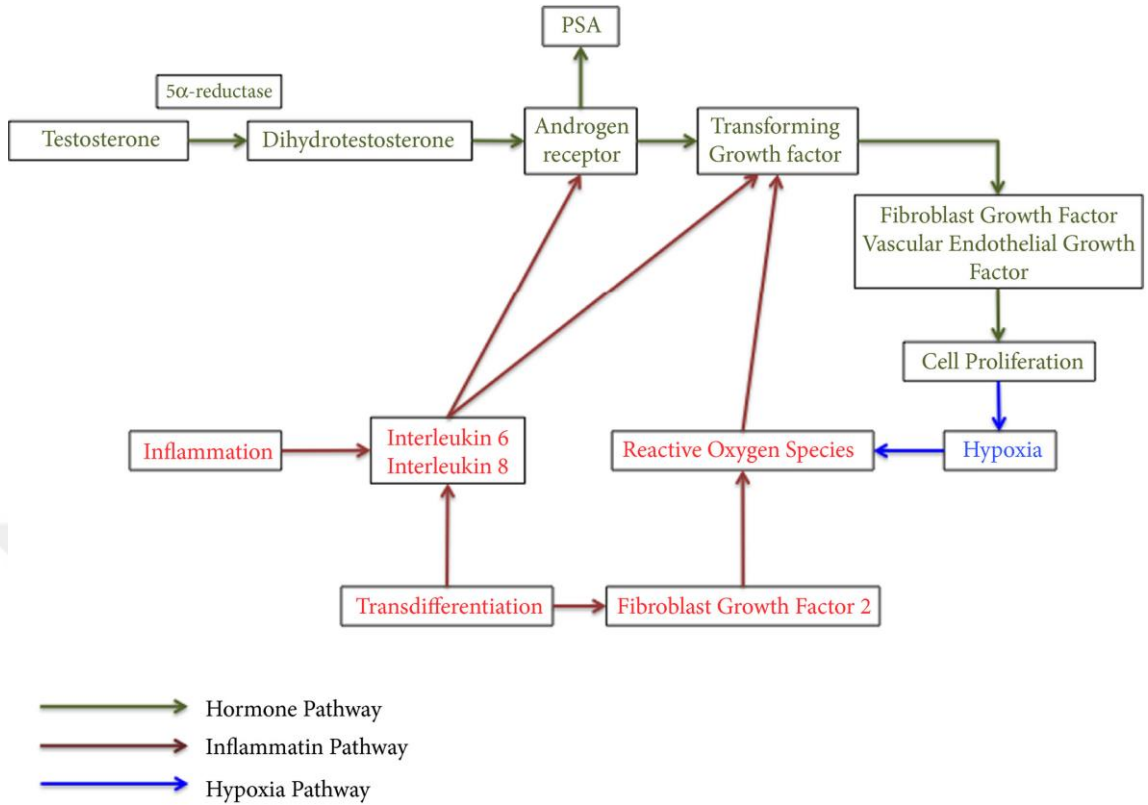 PSA
5α-reductase
Testosterone
Dihydrotestosterone
Androgen
receptor
Transforming
Growth factor
Fibroblast Growth Factor
Vascular Endothelial Growth
Factor
Cell Proliferation
Inflammation
Interleukin 6
Interleukin 8
Reactive Oxygen Species
Hypoxia
Transdifferentiation
Fibroblast Growth Factor 2
Hormone Pathway
Inflammatin Pathway
Hypoxia Pathway